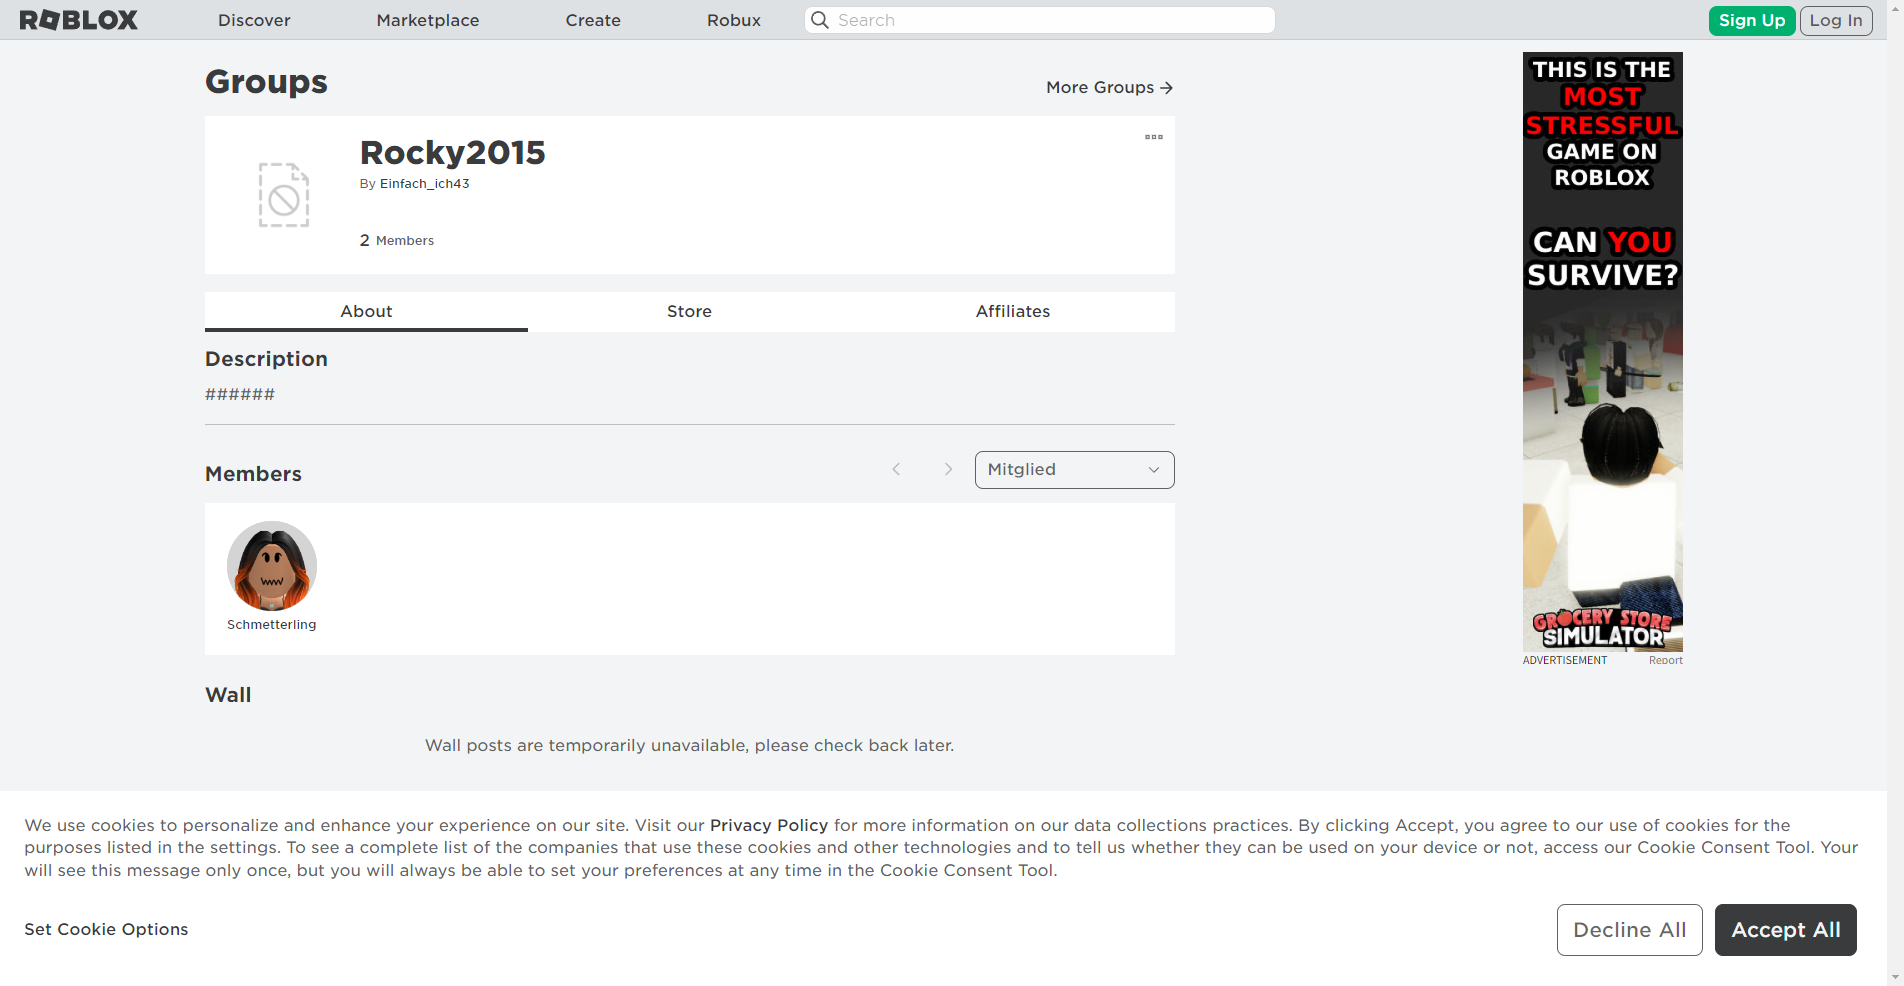 ROBLOX Discover Marketplace Create Robux Search Sign Up Log In
Groups
More Groups
Rocky2015
By Einfach_ich43
2 Members
About Store Affiliates
Description
######
Members
Mitglied
Schmetterling
Wall
Wall posts are temporarily unavailable, please check back later.
THIS IS THE
MOST
STRESSFUL
GAME ON
ROBLOX
CAN YOU
SURVIVE?
GROCERY STORE
SIMULATOR
ADVERTISEMENT Report
We use cookies to personalize and enhance your experience on our site. Visit our Privacy Policy for more information on our data collections practices. By clicking Accept, you agree to our use of cookies for the
purposes listed in the settings. To see a complete list of the companies that use these cookies and other technologies and to tell us whether they can be used on your device or not, access our Cookie Consent Tool. Your
will see this message only once, but you will always be able to set your preferences at any time in the Cookie Consent Tool.
Set Cookie Options
Decline All
Accept All